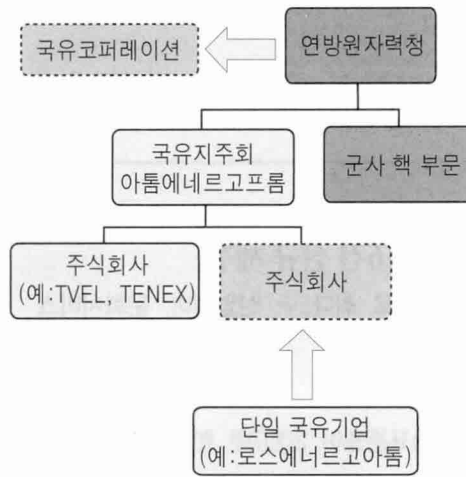 국유코퍼레이션
연방원자력청
국유지주회
아톰에네르고프롬
군사 핵 부문
주식회사
(예:TVEL, TENEX)
주식회사
단일 국유기업
(예:로스에너르고아톰)